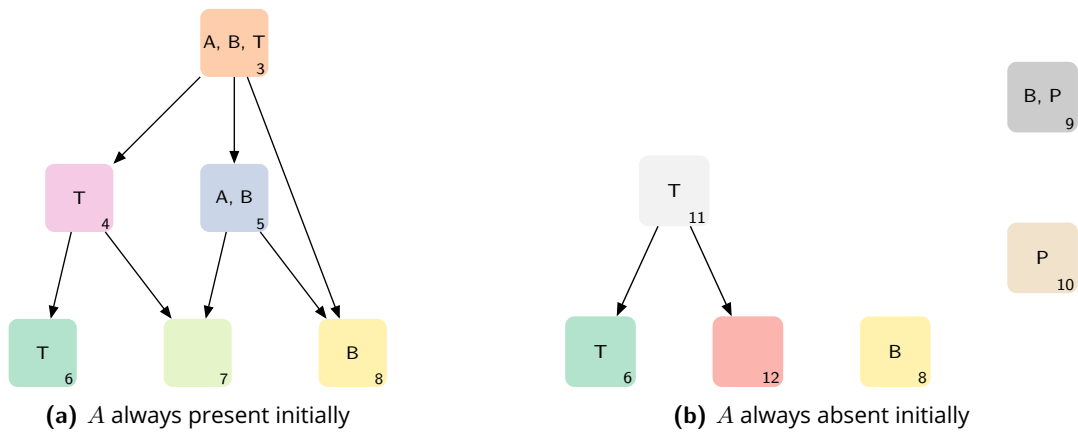 A, B, T
3
T
4
A, B
5
T
6
7
B
8
(a) A always present initially
B, P
9
T
11
P
10
T
6
12
B
8
(b) A always absent initially